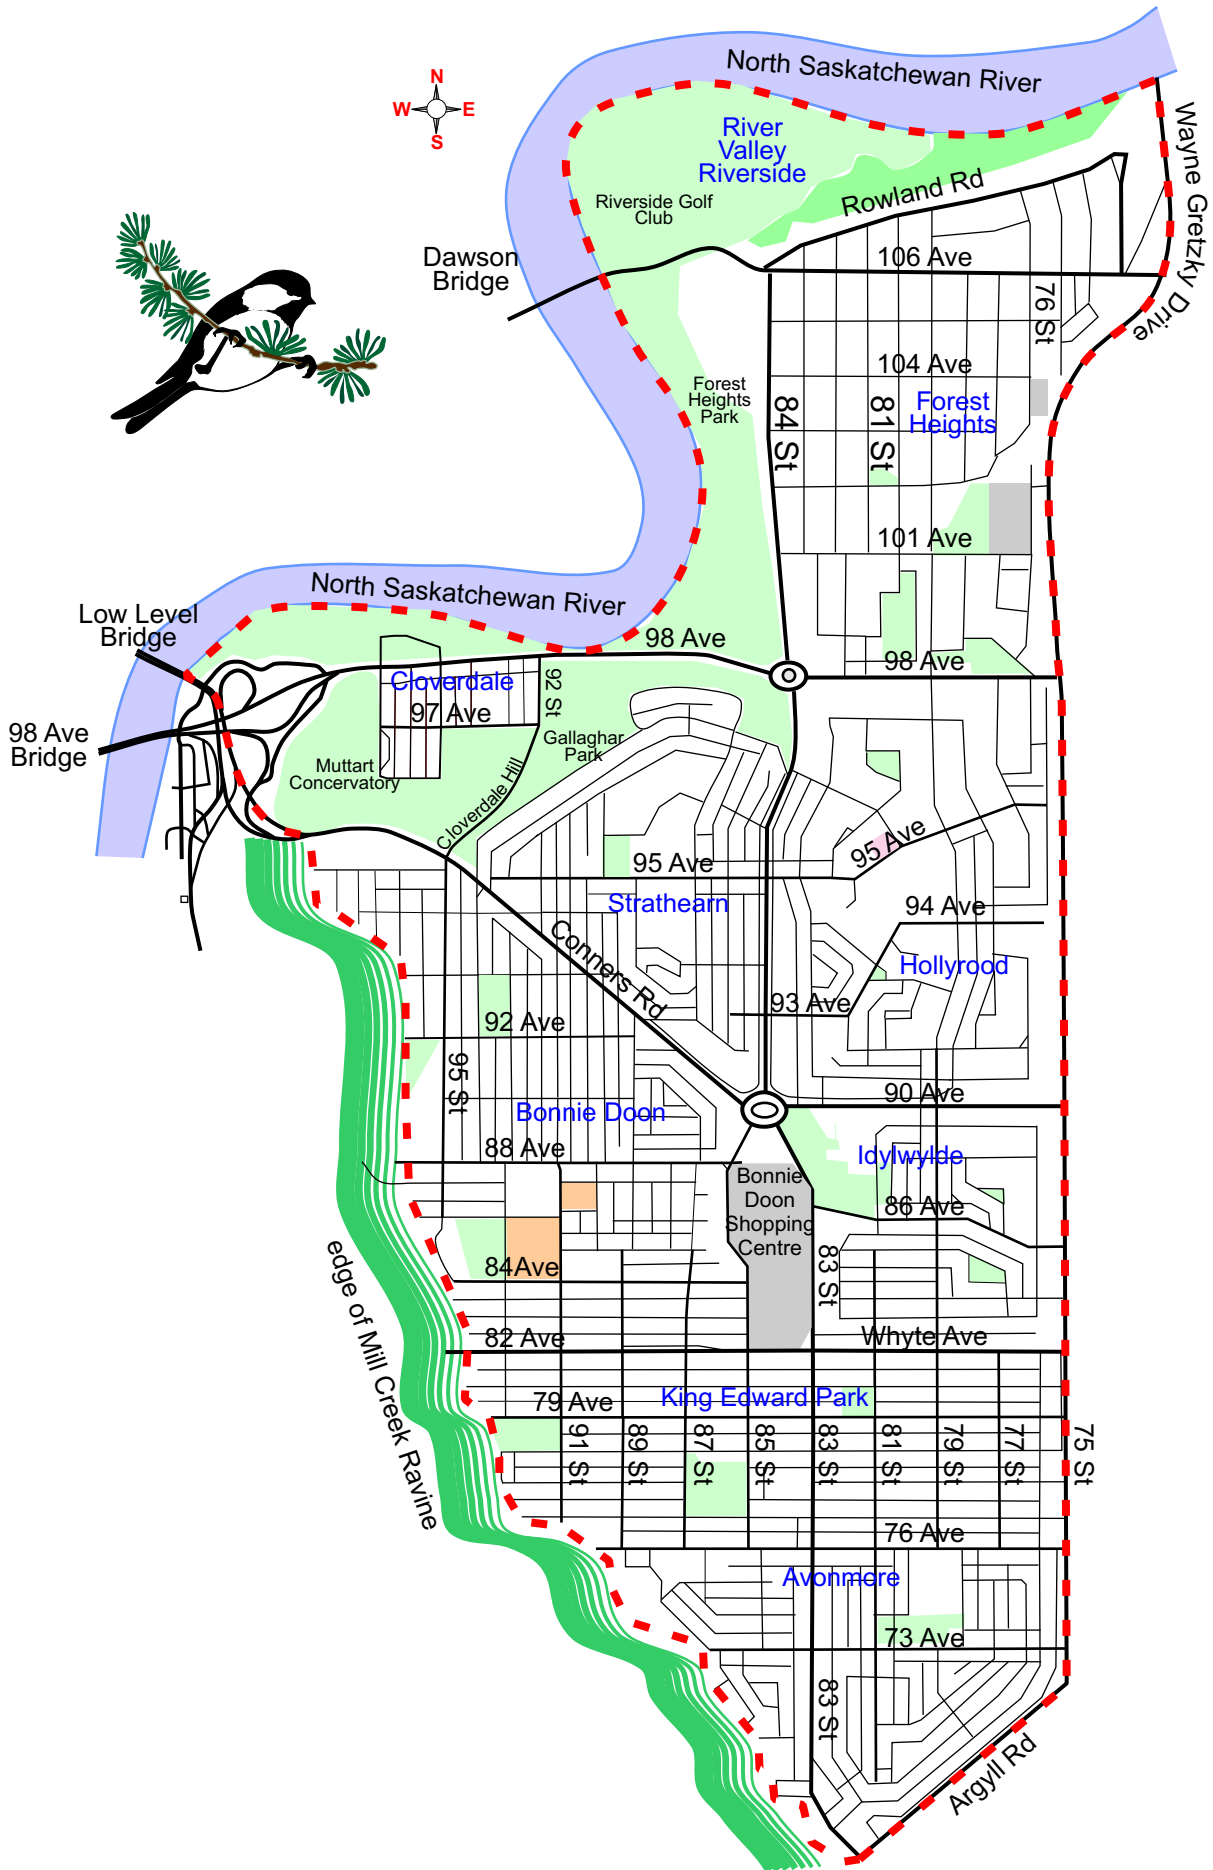 North Saskatchewan River
N
W E
S
River
Valley
Riverside
Wayne Gretzky Drive
Rowland Rd
Riverside Golf
Club
Dawson
Bridge
106 Ave
76 St
104 Ave
Forest
Heights
Park
84 St
81 St
Forest
Heights
101 Ave
North Saskatchewan River
Low Level
Bridge
98 Ave
98 Ave
Cloverdale
92 St
97 Ave
98 Ave
Bridge
Gallaghar
Park
Muttart
Concervatory
Cloverdale Hill
95 Ave
95 Ave
Strathearn
94 Ave
Conners Rd
Hollyrood
93 Ave
92 Ave
95 St
90 Ave
Bonnie Doon
88 Ave
Idylwylde
Bonnie
Doon
Shopping
Centre
86 Ave
83 St
84Ave
edge of Mill Creek Ravine
82 Ave
Whyte Ave
King Edward Park
79 Ave
91 St
89 St
87 St
85 St
83 St
81 St
79 St
77 St
75 St
76 Ave
Avonmore
73 Ave
83 St
Argyll Rd